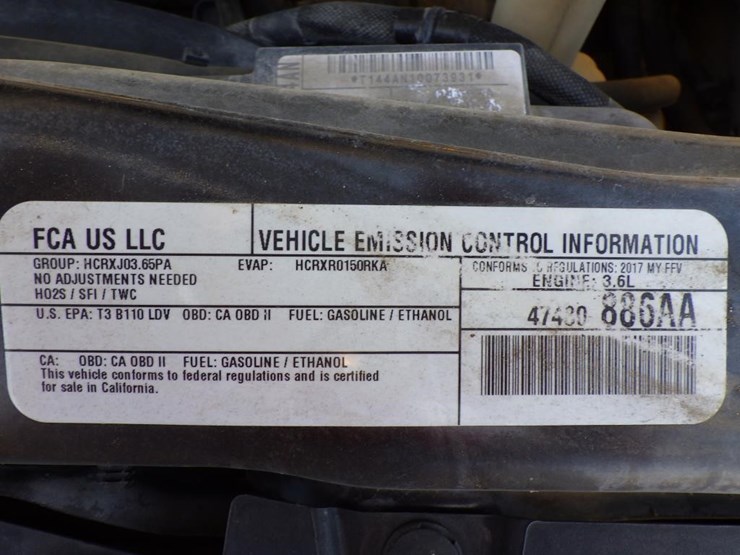 *T144AN30073931*
FCA US LLC
VEHICLE EMISSION CONTROL INFORMATION
GROUP: HCRXJ03.65PA EVAP: HCRXR0150RKA
NO ADJUSTMENTS NEEDED
HO2S / SFI / TWC
CONFORMS REGULATIONS: 2017 MY FFV
ENGINE: 3.6L
U.S. EPA: T3 B110 LDV OBD: CA OBD II FUEL: GASOLINE / ETHANOL
47480 886AA
CA: OBD: CA OBD II FUEL: GASOLINE / ETHANOL
This vehicle conforms to federal regulations and is certified
for sale in California.